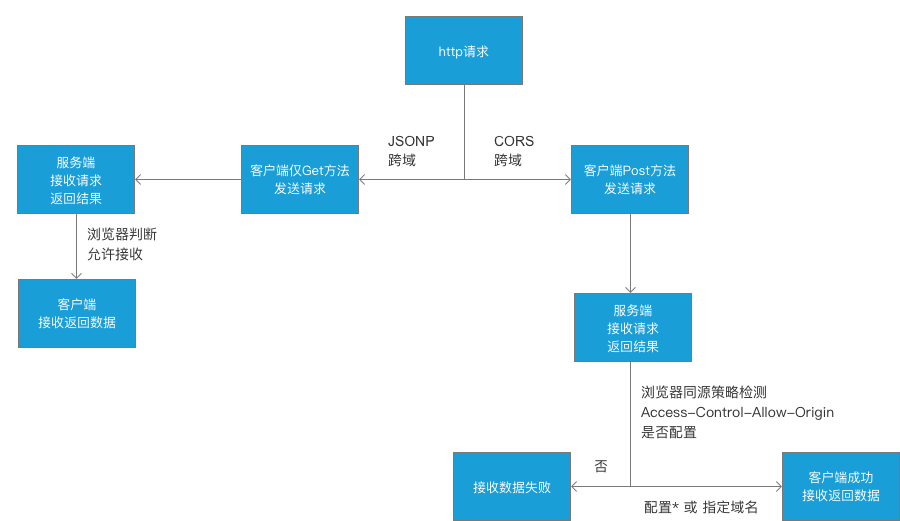 http请求
JSONP
跨域
CORS
跨域
服务端
接收请求
返回结果
客户端仅Get方法
发送请求
客户端Post方法
发送请求
浏览器判断
允许接收
客户端
接收返回数据
服务端
接收请求
返回结果
浏览器同源策略检测
Access-Control-Allow-Origin
是否配置
否
接收数据失败
客户端成功
接收返回数据
配置* 或 指定域名